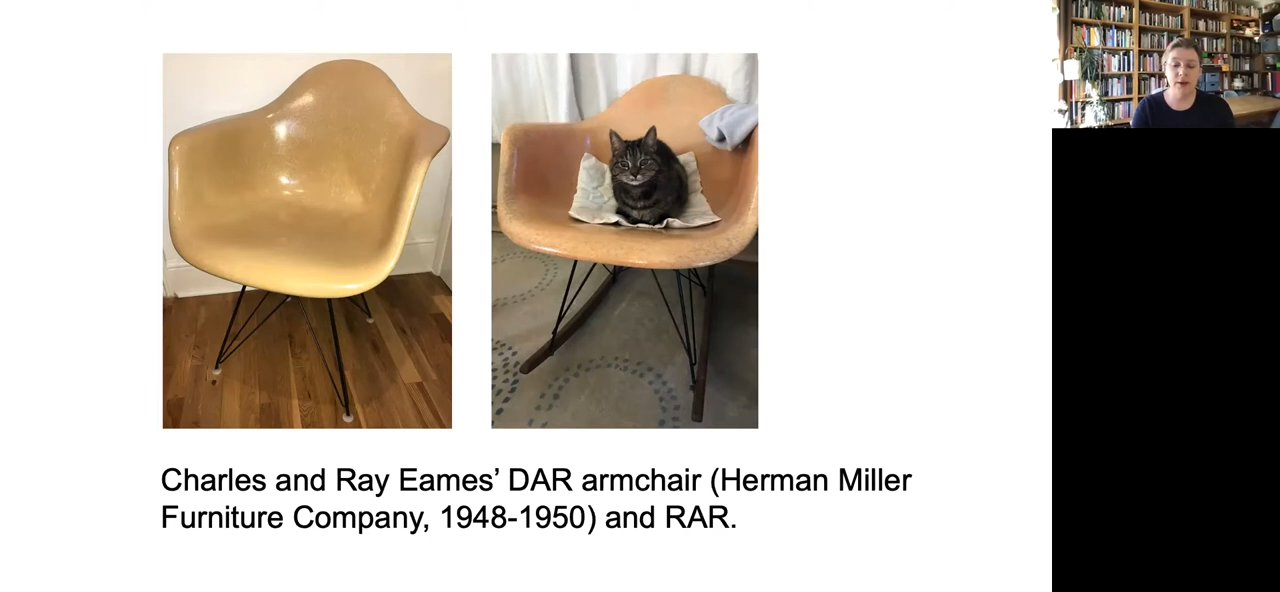 Charles and Ray Eames’ DAR armchair (Herman Miller
Furniture Company, 1948-1950) and RAR.